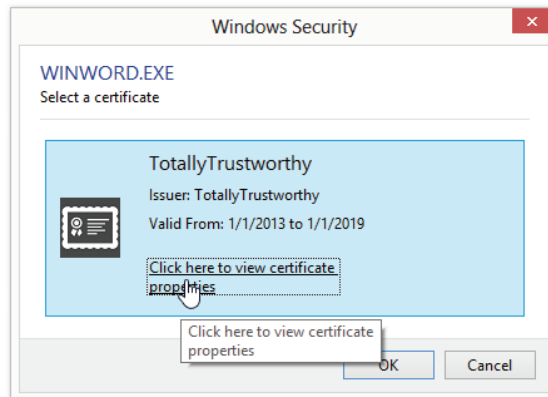 Windows Security
WINWORD.EXE
Select a certificate
TotallyTrustworthy
Issuer: TotallyTrustworthy
Valid From: 1/1/2013 to 1/1/2019
Click here to view certificate
properties
Click here to view certificate
properties
OK
Cancel